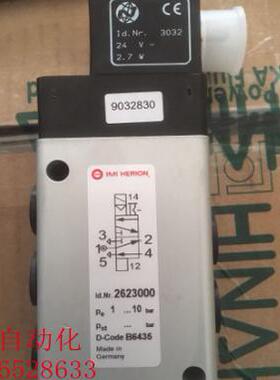 CE
Id.Nr. 3032
24 V -
2.7 W
9032830
IMI HERION
14
3
1
5
2
4
12
Id.Nr. 2623000
Pe 1 ...10 bar
Pst ... bar
D-Code B6435
Made in
Germany
自动化
6528633